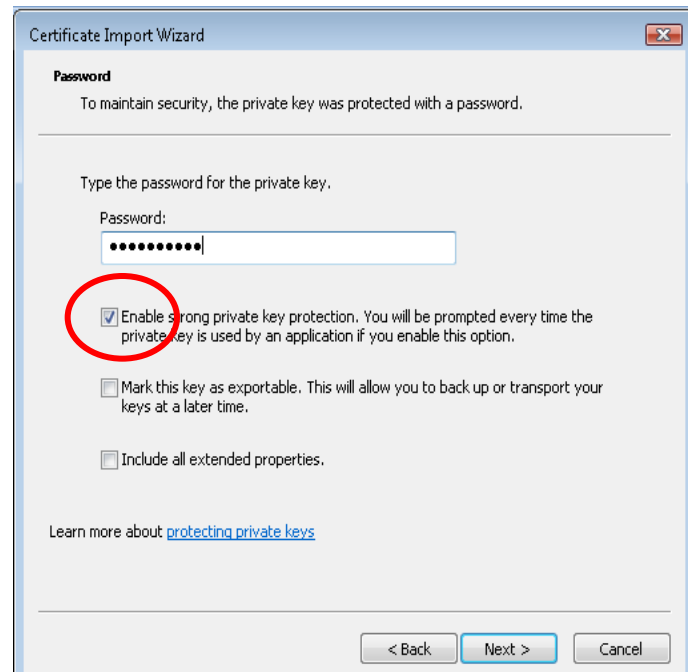 Certificate Import Wizard
Password
To maintain security, the private key was protected with a password.
Type the password for the private key.
Password:
●●●●●●●●●●
Enable strong private key protection. You will be prompted every time the
private key is used by an application if you enable this option.
Mark this key as exportable. This will allow you to back up or transport your
keys at a later time.
Include all extended properties.
Learn more about protecting private keys
< Back Next > Cancel